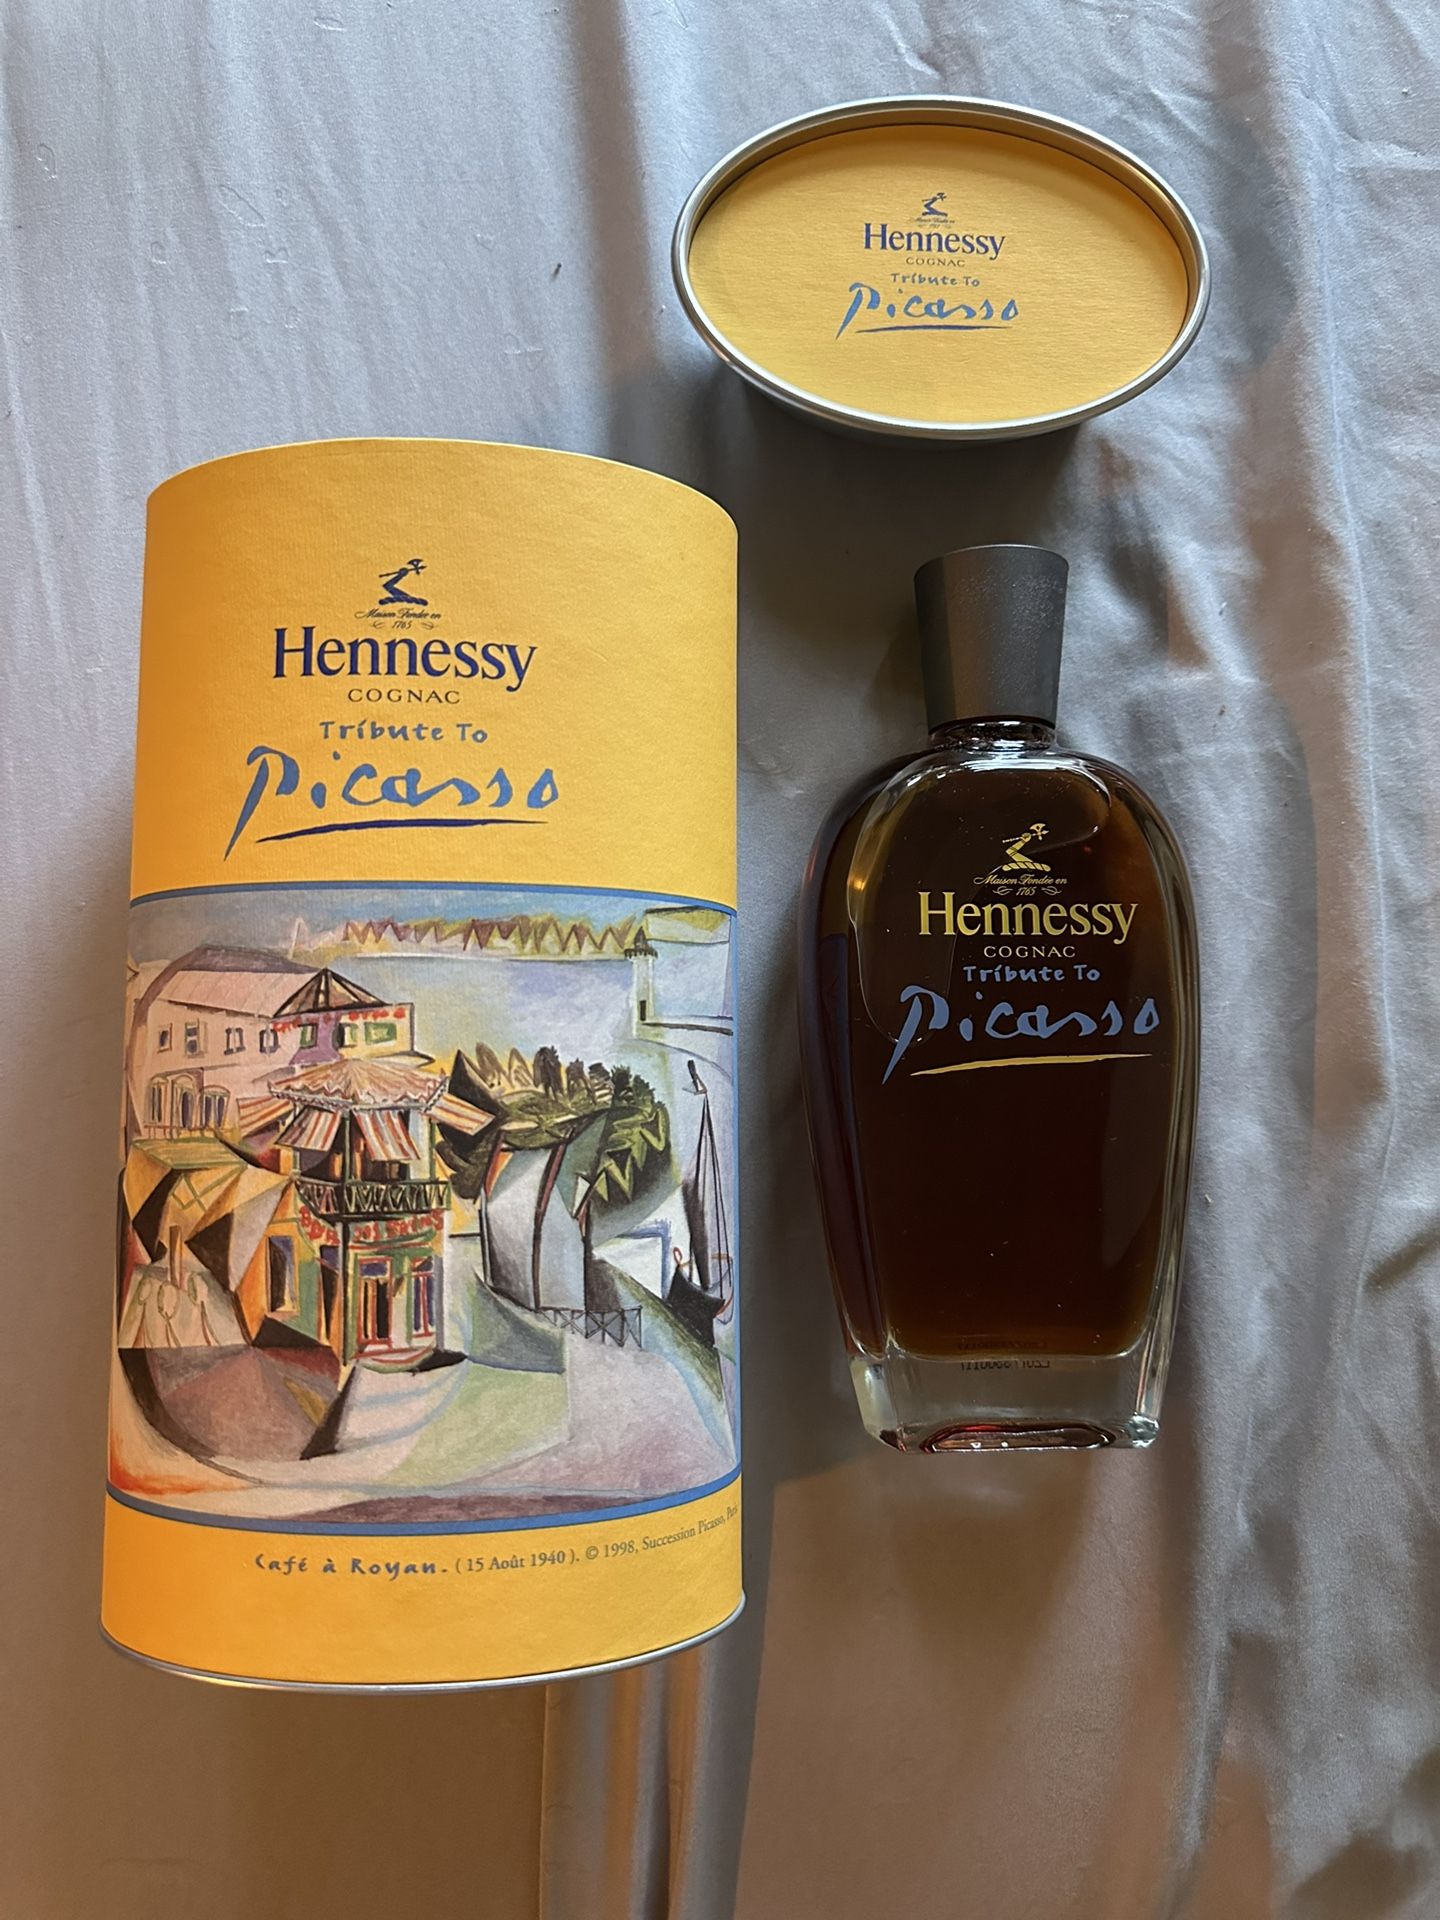 Maison Fondée en
1765
Hennessy
COGNAC
Tribute To
Picasso
Hennessy
COGNAC
Tribute To
Picasso
Café à Royan. ( 15 Août 1940 ). © 1998, Succession Picasso,
Maison Fondée en
1765
Hennessy
COGNAC
Tribute To
Picasso